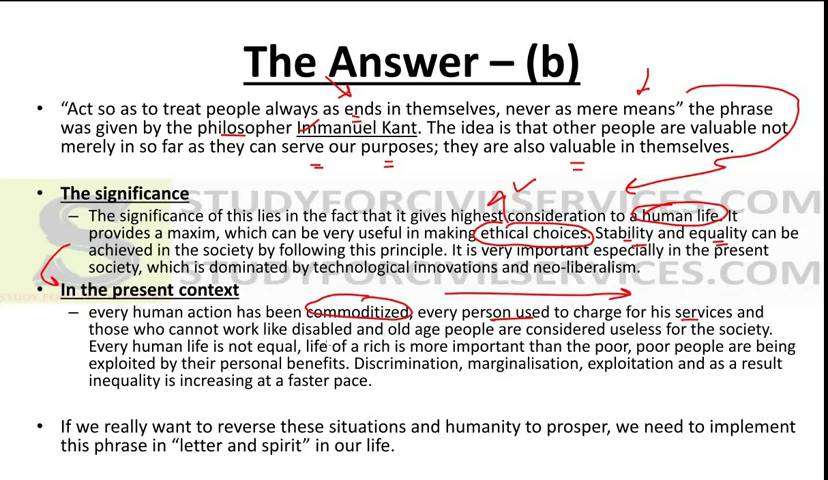 The Answer – (b)
• “Act so as to treat people always as ends in themselves, never as mere means” the phrase
was given by the philosopher Immanuel Kant. The idea is that other people are valuable not
merely in so far as they can serve our purposes; they are also valuable in themselves.
• The significance
– The significance of this lies in the fact that it gives highest consideration to a human life. It
provides a maxim, which can be very useful in making ethical choices. Stability and equality can be
achieved in the society by following this principle. It is very important especially in the present
society, which is dominated by technological innovations and neo-liberalism.
• In the present context
– every human action has been commoditized, every person used to charge for his services and
those who cannot work like disabled and old age people are considered useless for the society.
Every human life is not equal, life of a rich is more important than the poor, poor people are being
exploited by their personal benefits. Discrimination, marginalisation, exploitation and as a result
inequality is increasing at a faster pace.
• If we really want to reverse these situations and humanity to prosper, we need to implement
this phrase in “letter and spirit” in our life.
STUDYFORCIVILSERVICES.COM
STUDYFORCIVILSERVICES.COM